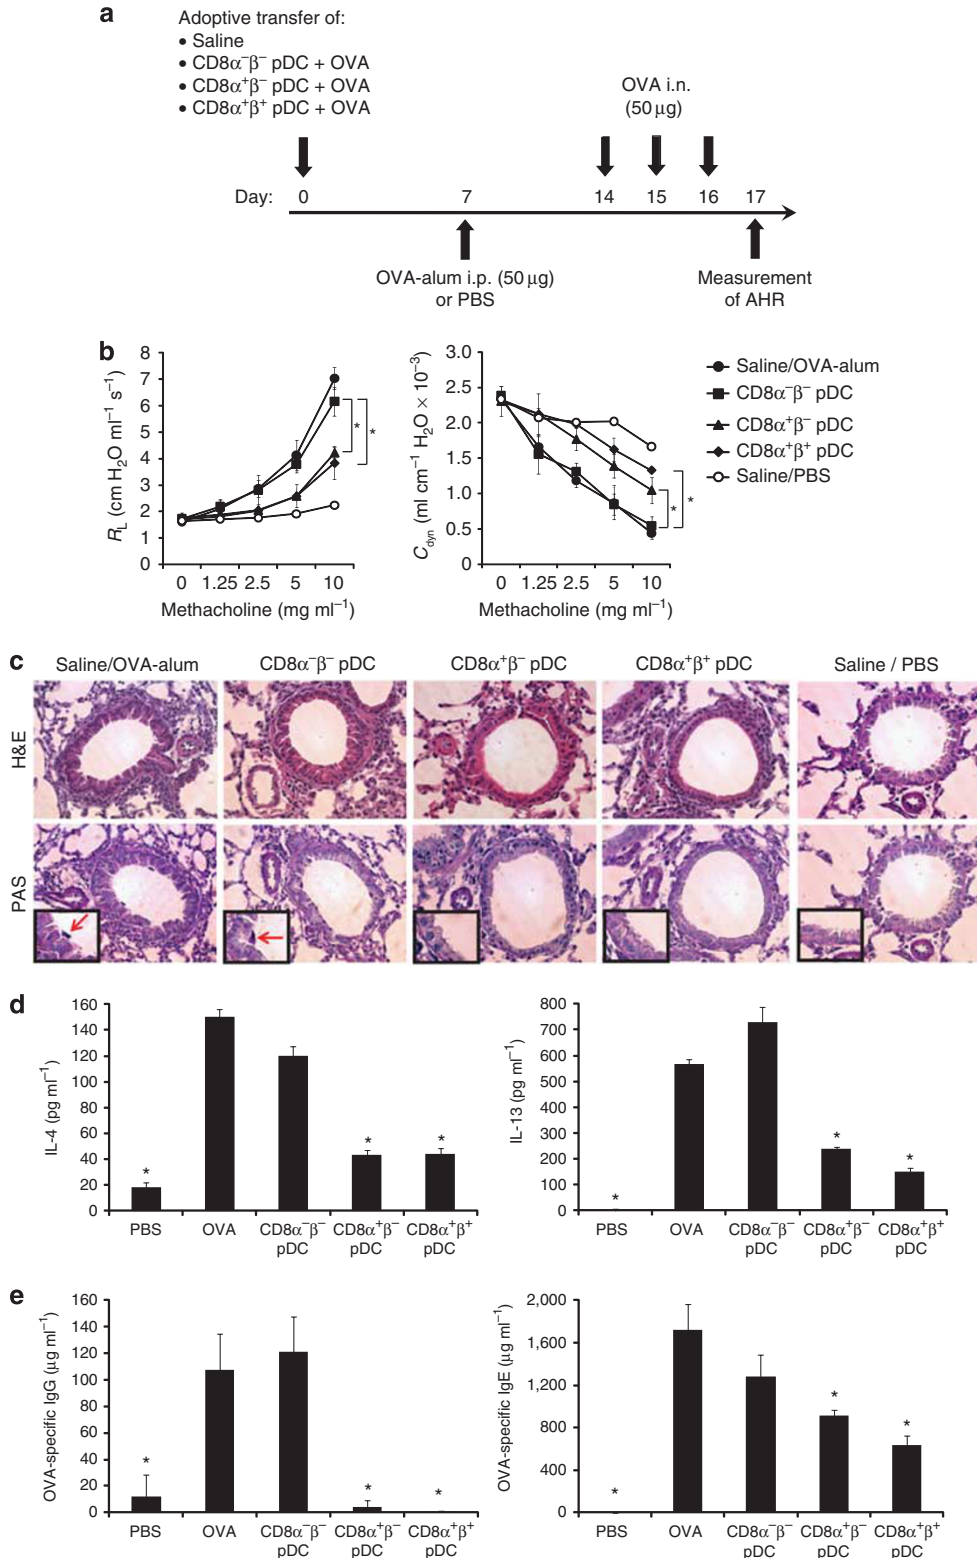 a
Adoptive transfer of:
• Saline
• CD8α⁻β⁻ pDC + OVA
• CD8α⁺β⁻ pDC + OVA
• CD8α⁺β⁺ pDC + OVA
OVA i.n.
(50 μg)
Day: 0 7 14 15 16 17
OVA-alum i.p. (50 μg)
or PBS
Measurement
of AHR
b
R_L (cm H₂O ml⁻¹ s⁻¹)
8
7
6
5
4
3
2
1
0
* *
0 1.25 2.5 5 10
Methacholine (mg ml⁻¹)
C_dyn (ml cm⁻¹ H₂O × 10⁻³)
3.0
2.5
2.0
1.5
1.0
0.5
0
* *
0 1.25 2.5 5 10
Methacholine (mg ml⁻¹)
Saline/OVA-alum
CD8α⁻β⁻ pDC
CD8α⁺β⁻ pDC
CD8α⁺β⁺ pDC
Saline/PBS
c
Saline/OVA-alum CD8α⁻β⁻ pDC CD8α⁺β⁻ pDC CD8α⁺β⁺ pDC Saline / PBS
H&E
PAS
d
IL-4 (pg ml⁻¹)
160
140
120
100
80
60
40
20
0
* * *
PBS OVA CD8α⁻β⁻ CD8α⁺β⁻ CD8α⁺β⁺
pDC pDC pDC
IL-13 (pg ml⁻¹)
800
700
600
500
400
300
200
100
0
* * *
PBS OVA CD8α⁻β⁻ CD8α⁺β⁻ CD8α⁺β⁺
pDC pDC pDC
e
OVA-specific IgG (μg ml⁻¹)
160
140
120
100
80
60
40
20
0
* * *
PBS OVA CD8α⁻β⁻ CD8α⁺β⁻ CD8α⁺β⁺
pDC pDC pDC
OVA-specific IgE (μg ml⁻¹)
2,000
1,600
1,200
800
400
0
* * *
PBS OVA CD8α⁻β⁻ CD8α⁺β⁻ CD8α⁺β⁺
pDC pDC pDC